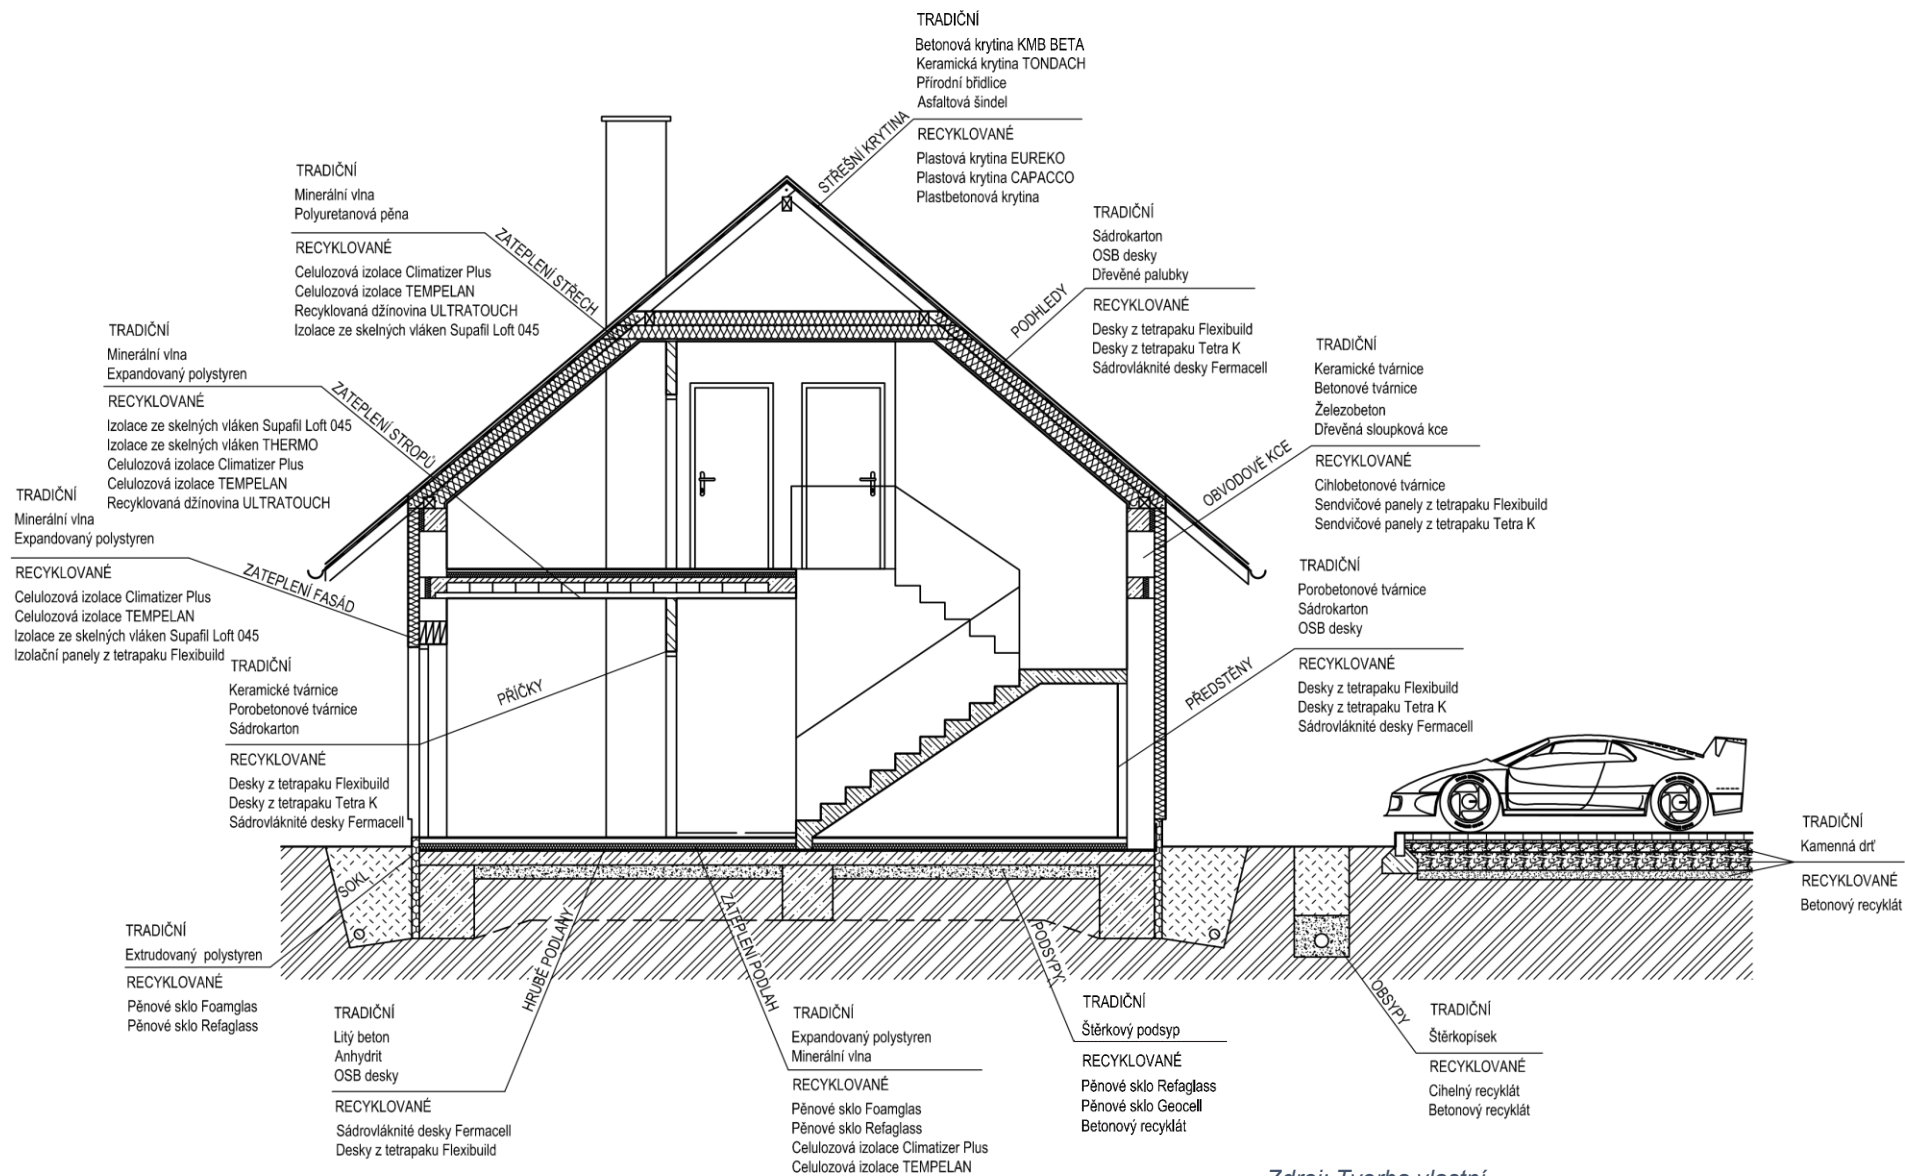 TRADIČNÍ
Betonová krytina KMB BETA
Keramická krytina TONDACH
Přírodní břidlice
Asfaltová šindel
STŘEŠNÍ KRYTINA
RECYKLOVANÉ
Plastová krytina EUREKO
Plastová krytina CAPACCO
Plastbetonová krytina
TRADIČNÍ
Minerální vlna
Polyuretanová pěna
ZATEPLENÍ STŘECH
RECYKLOVANÉ
Celulozová izolace Climatizer Plus
Celulozová izolace TEMPELAN
Recyklovaná džínovina ULTRATOUCH
Izolace ze skelných vláken Supafil Loft 045
TRADIČNÍ
Sádrokarton
OSB desky
Dřevěné palubky
PODHLEDY
RECYKLOVANÉ
Desky z tetrapaku Flexibuild
Desky z tetrapaku Tetra K
Sádrovláknité desky Fermacell
TRADIČNÍ
Minerální vlna
Expandovaný polystyren
ZATEPLENÍ STROPŮ
RECYKLOVANÉ
Izolace ze skelných vláken Supafil Loft 045
Izolace ze skelných vláken THERMO
Celulozová izolace Climatizer Plus
Celulozová izolace TEMPELAN
Recyklovaná džínovina ULTRATOUCH
TRADIČNÍ
Keramické tvárnice
Betonové tvárnice
Železobeton
Dřevěná sloupková kce
OBVODOVÉ KCE
RECYKLOVANÉ
Cihlobetonové tvárnice
Sendvičové panely z tetrapaku Flexibuild
Sendvičové panely z tetrapaku Tetra K
TRADIČNÍ
Minerální vlna
Expandovaný polystyren
ZATEPLENÍ FASÁD
RECYKLOVANÉ
Celulozová izolace Climatizer Plus
Celulozová izolace TEMPELAN
Izolace ze skelných vláken Supafil Loft 045
Izolační panely z tetrapaku Flexibuild
TRADIČNÍ
Porobetonové tvárnice
Sádrokarton
OSB desky
PŘEDSTĚNY
RECYKLOVANÉ
Desky z tetrapaku Flexibuild
Desky z tetrapaku Tetra K
Sádrovláknité desky Fermacell
TRADIČNÍ
Keramické tvárnice
Porobetonové tvárnice
Sádrokarton
PŘÍČKY
RECYKLOVANÉ
Desky z tetrapaku Flexibuild
Desky z tetrapaku Tetra K
Sádrovláknité desky Fermacell
TRADIČNÍ
Kamenná drť
RECYKLOVANÉ
Betonový recyklát
SOKL
TRADIČNÍ
Extrudovaný polystyren
RECYKLOVANÉ
Pěnové sklo Foamglas
Pěnové sklo Refaglass
HRUBÉ PODLAHY
TRADIČNÍ
Litý beton
Anhydrit
OSB desky
RECYKLOVANÉ
Sádrovláknité desky Fermacell
Desky z tetrapaku Flexibuild
ZATEPLENÍ PODLAH
TRADIČNÍ
Expandovaný polystyren
Minerální vlna
RECYKLOVANÉ
Pěnové sklo Foamglas
Pěnové sklo Refaglass
Celulozová izolace Climatizer Plus
Celulozová izolace TEMPELAN
PODSYPY
TRADIČNÍ
Štěrkový podsyp
RECYKLOVANÉ
Pěnové sklo Refaglass
Pěnové sklo Geocell
Betonový recyklát
OBSYPY
TRADIČNÍ
Štěrkopísek
RECYKLOVANÉ
Cihelný recyklát
Betonový recyklát
Zdroj: Tvorba vlastní